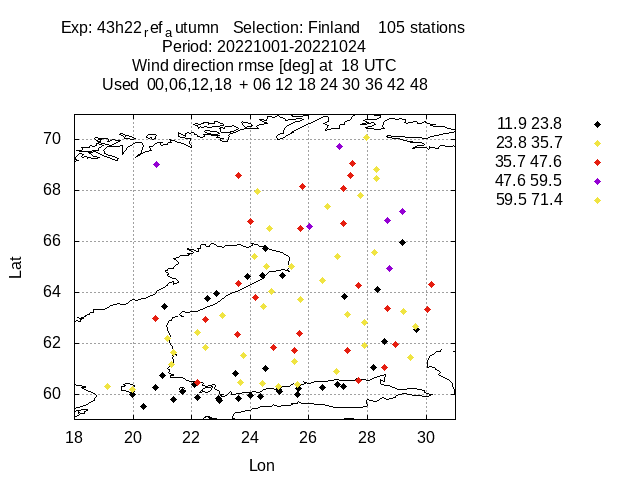 Exp: 43h22_ref_autumn   Selection: Finland    105 stations
Period: 20221001-20221024
Wind direction rmse [deg] at  18 UTC
Used  00,06,12,18  + 06 12  18 24 30 36 42 48
11.9 23.8
23.8 35.7
35.7 47.6
47.6 59.5
59.5 71.4
70
68
66
64
62
60
Lat
18 20 22 24 26 28 30
Lon